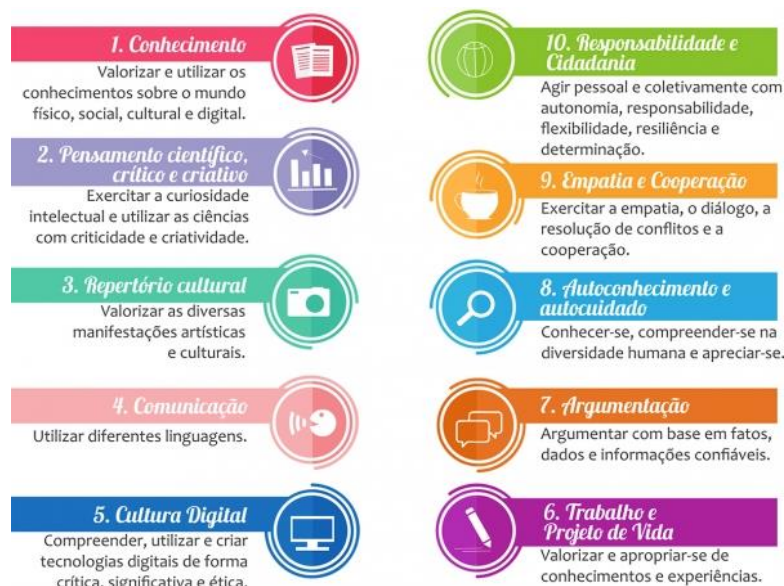 1. Conhecimento
Valorizar e utilizar os
conhecimentos sobre o mundo
físico, social, cultural e digital.
2. Pensamento científico,
crítico e criativo
Exercitar a curiosidade
intelectual e utilizar as ciências
com criticidade e criatividade.
3. Repertório cultural
Valorizar as diversas
manifestações artísticas
e culturais.
4. Comunicação
Utilizar diferentes linguagens.
5. Cultura Digital
Compreender, utilizar e criar
tecnologias digitais de forma
crítica, significativa e ética.
10. Responsabilidade e
Cidadania
Agir pessoal e coletivamente com
autonomia, responsabilidade,
flexibilidade, resiliência e
determinação.
9. Empatia e Cooperação
Exercitar a empatia, o diálogo, a
resolução de conflitos e a
cooperação.
8. Autoconhecimento e
autocuidado
Conhecer-se, compreender-se na
diversidade humana e apreciar-se.
7. Argumentação
Argumentar com base em fatos,
dados e informações confiáveis.
6. Trabalho e
Projeto de Vida
Valorizar e apropriar-se de
conhecimentos e experiências.